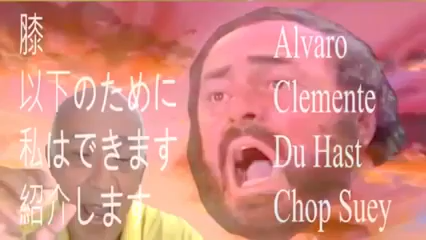 膝
以下のために
私はできます
紹介します
Alvaro
Clemente
Du Hast
Chop Suey